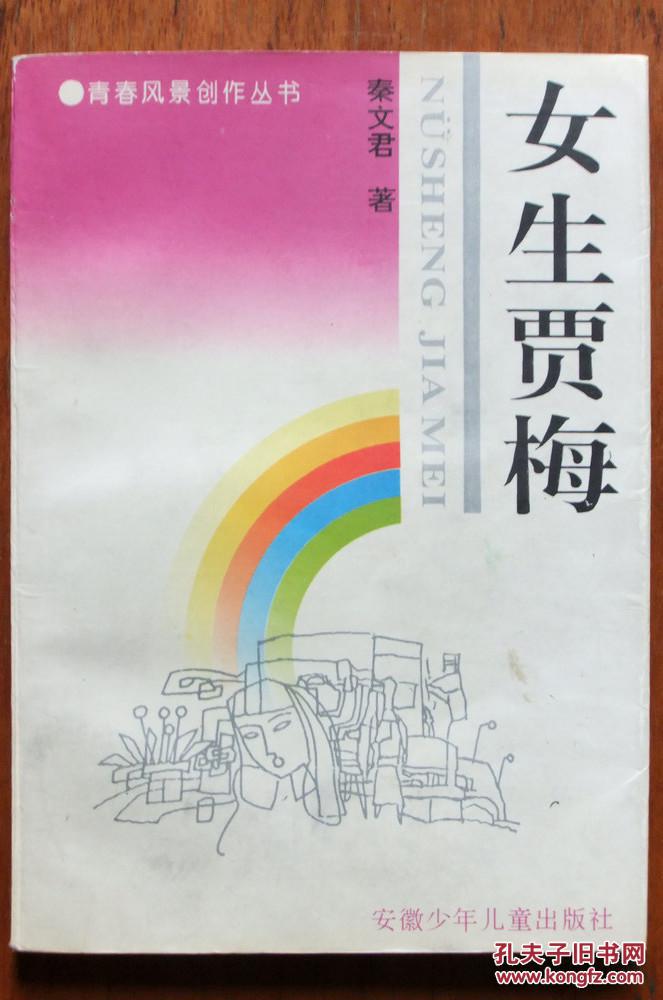 青春风景创作丛书
秦文君 著
NÜSHENG JIA MEI
女生贾梅
安徽少年儿童出版社
孔夫子旧书网
www.kongfz.com